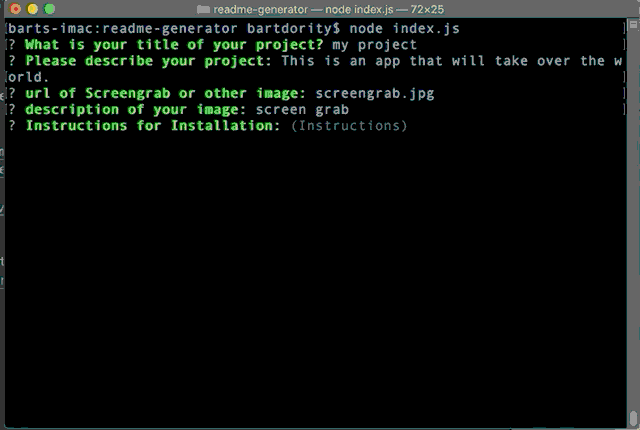 readme-generator — node index.js — 72×25
[barts-imac:readme-generator bartdority$ node index.js ]
[? What is your title of your project? my project ]
[? Please describe your project: This is an app that will take over the w
orld. ]
[? url of Screengrab or other image: screengrab.jpg ]
[? description of your image: screen grab ]
? Instructions for Installation: (Instructions)